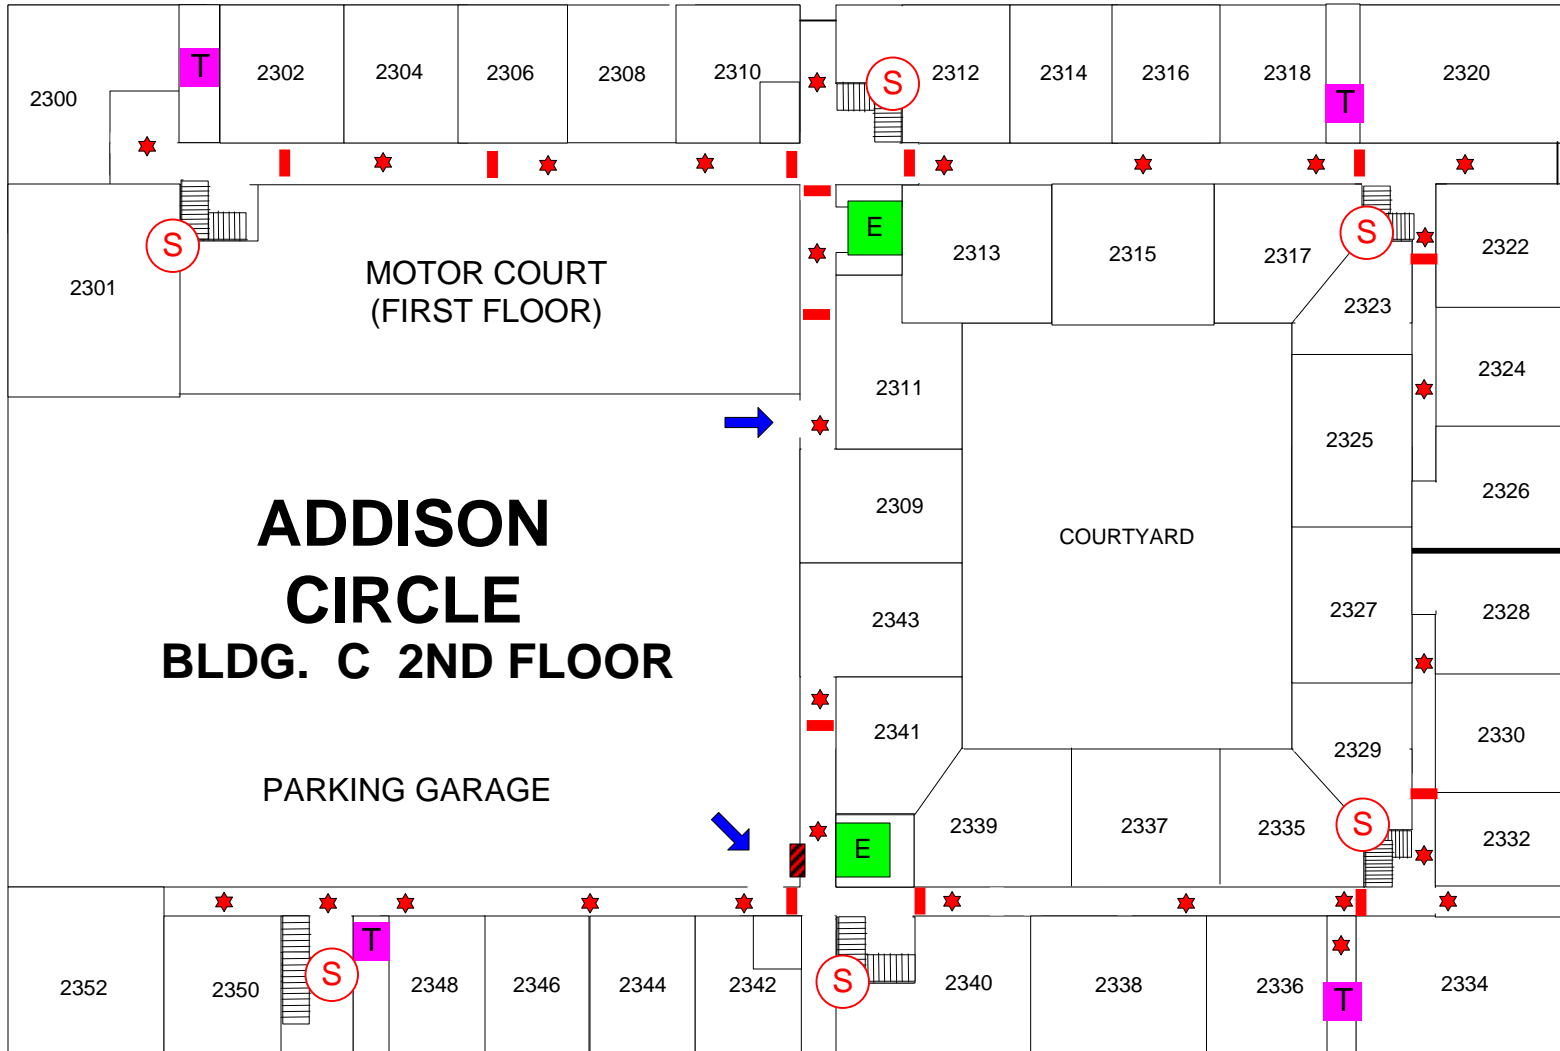 T
2302
2304
2306
2308
2310
S
2312
2314
2316
2318
T
2320
2300
S
2301
MOTOR COURT
(FIRST FLOOR)
E
2313
2315
2317
S
2322
2323
2311
2324
2325
2326
2309
COURTYARD
ADDISON
CIRCLE
BLDG. C 2ND FLOOR
2343
2327
2328
2341
2329
2330
PARKING GARAGE
E
2339
2337
2335
S
2332
T
2352
2350
S
2348
2346
2344
2342
S
2340
2338
2336
T
2334